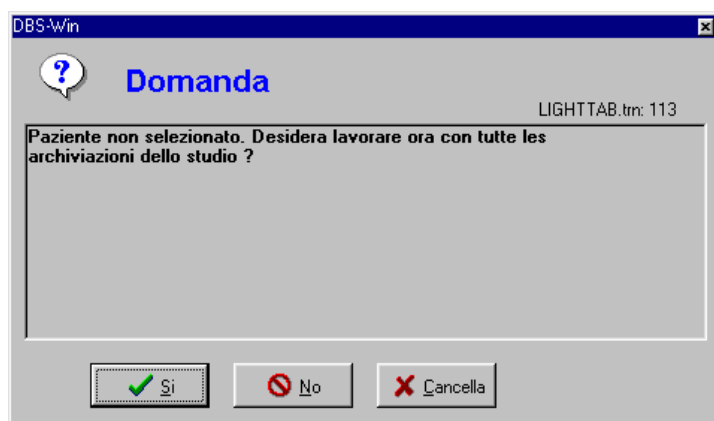 DBS-Win
?
Domanda
LIGHTTAB.trn: 113
Paziente non selezionato. Desidera lavorare ora con tutte les
archiviazioni dello studio ?
Si
No
Cancella